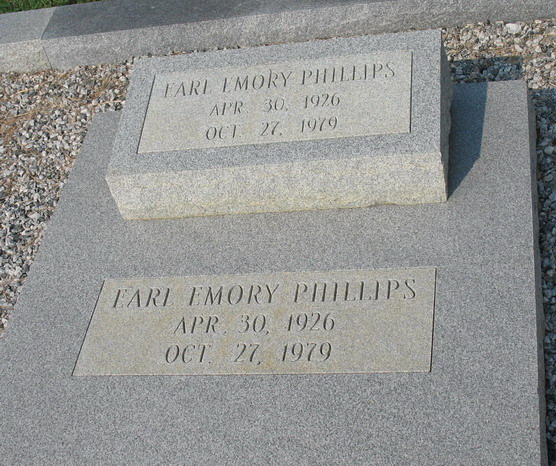 EARL EMORY PHILLIPS
APR 30, 1926
OCT. 27, 1979
EARL EMORY PHILLIPS
APR. 30, 1926
OCT. 27, 1979